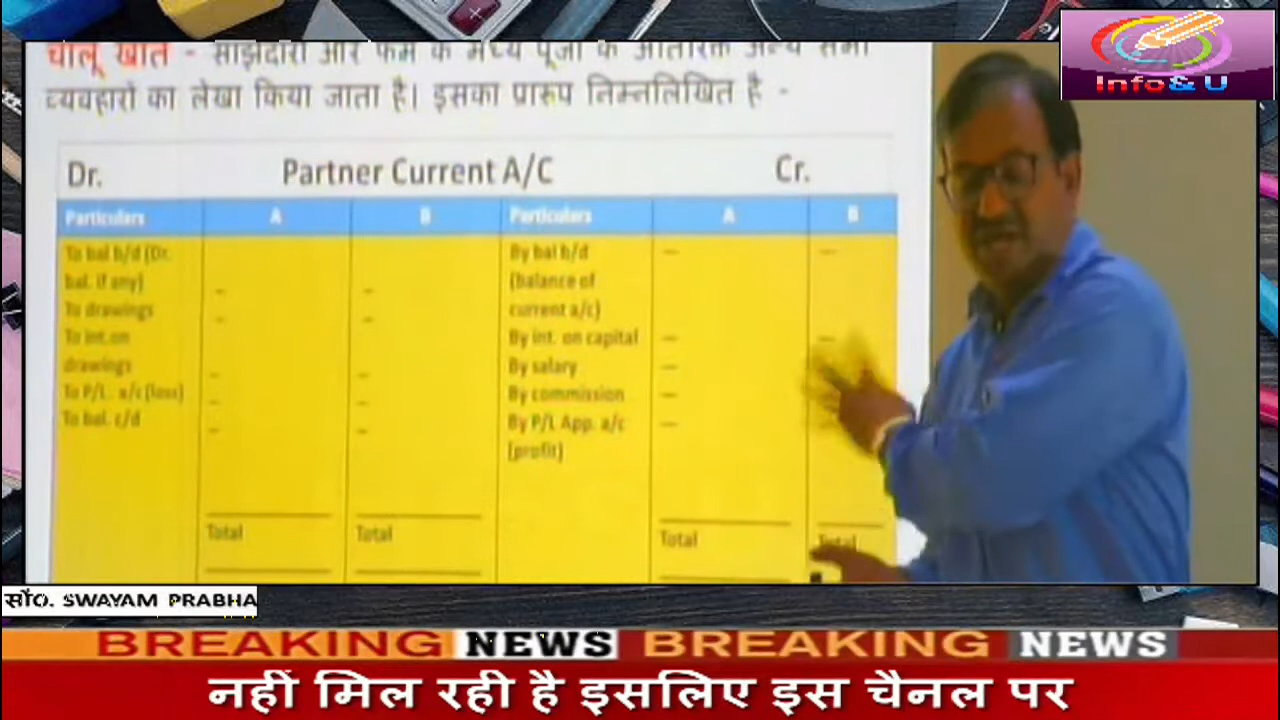 Info& U
चालू खाते - साझेदारों और फर्म के मध्य पूंजी के अतिरिक्त अन्य सभी
व्यवहारों का लेखा किया जाता है। इसका प्रारूप निम्नलिखित है -
Dr. Partner Current A/C Cr.
Particulars A B Particulars A B
To bal b/d (Dr.
bal. if any)
To drawings
To int.on
drawings
To P/L. a/c (loss)
To bal. c/d
By bal b/d
(balance of
current a/c)
By int. on capital
By salary
By commission
By P/L App. a/c
(profit)
Total Total Total Total
सौO. SWAYAM PRABHA
BREAKING NEWS BREAKING NEWS
नहीं मिल रही है इसलिए इस चैनल पर